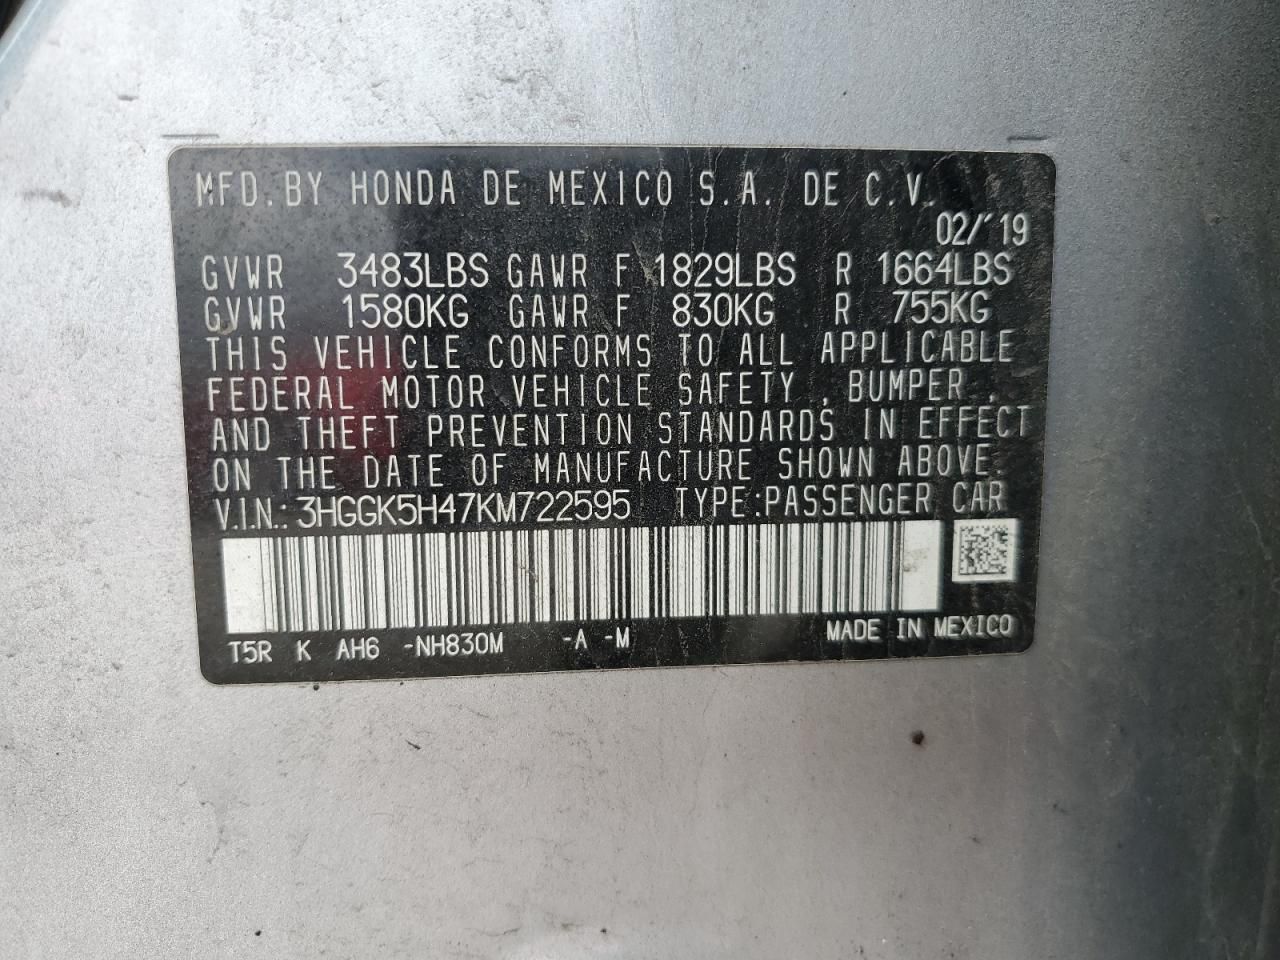 MFD. BY HONDA DE MEXICO S.A. DE C.V.
02/'19
GVWR 3483LBS GAWR F 1829LBS R 1664LBS
GVWR 1580KG GAWR F 830KG R 755KG
THIS VEHICLE CONFORMS TO ALL APPLICABLE
FEDERAL MOTOR VEHICLE SAFETY , BUMPER ,
AND THEFT PREVENTION STANDARDS IN EFFECT
ON THE DATE OF MANUFACTURE SHOWN ABOVE.
V.I.N.: 3HGGK5H47KM722595 TYPE:PASSENGER CAR
T5R K AH6 -NH830M -A -M MADE IN MEXICO